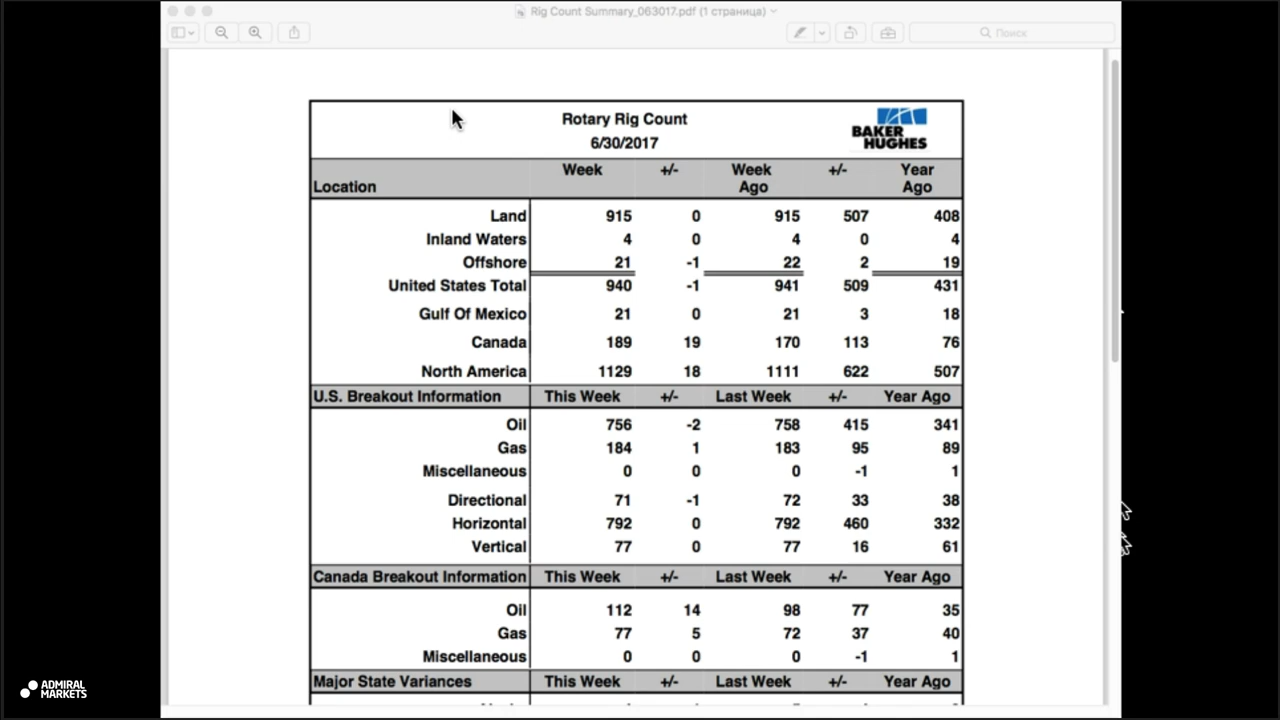 Rig Count Summary_063017.pdf (1 страница)
Поиск
Rotary Rig Count
6/30/2017
BAKER
HUGHES
Location Week +/- Week Ago +/- Year Ago
Land 915 0 915 507 408
Inland Waters 4 0 4 0 4
Offshore 21 -1 22 2 19
United States Total 940 -1 941 509 431
Gulf Of Mexico 21 0 21 3 18
Canada 189 19 170 113 76
North America 1129 18 1111 622 507
U.S. Breakout Information This Week +/- Last Week +/- Year Ago
Oil 756 -2 758 415 341
Gas 184 1 183 95 89
Miscellaneous 0 0 0 -1 1
Directional 71 -1 72 33 38
Horizontal 792 0 792 460 332
Vertical 77 0 77 16 61
Canada Breakout Information This Week +/- Last Week +/- Year Ago
Oil 112 14 98 77 35
Gas 77 5 72 37 40
Miscellaneous 0 0 0 -1 1
Major State Variances This Week +/- Last Week +/- Year Ago
ADMIRAL
MARKETS